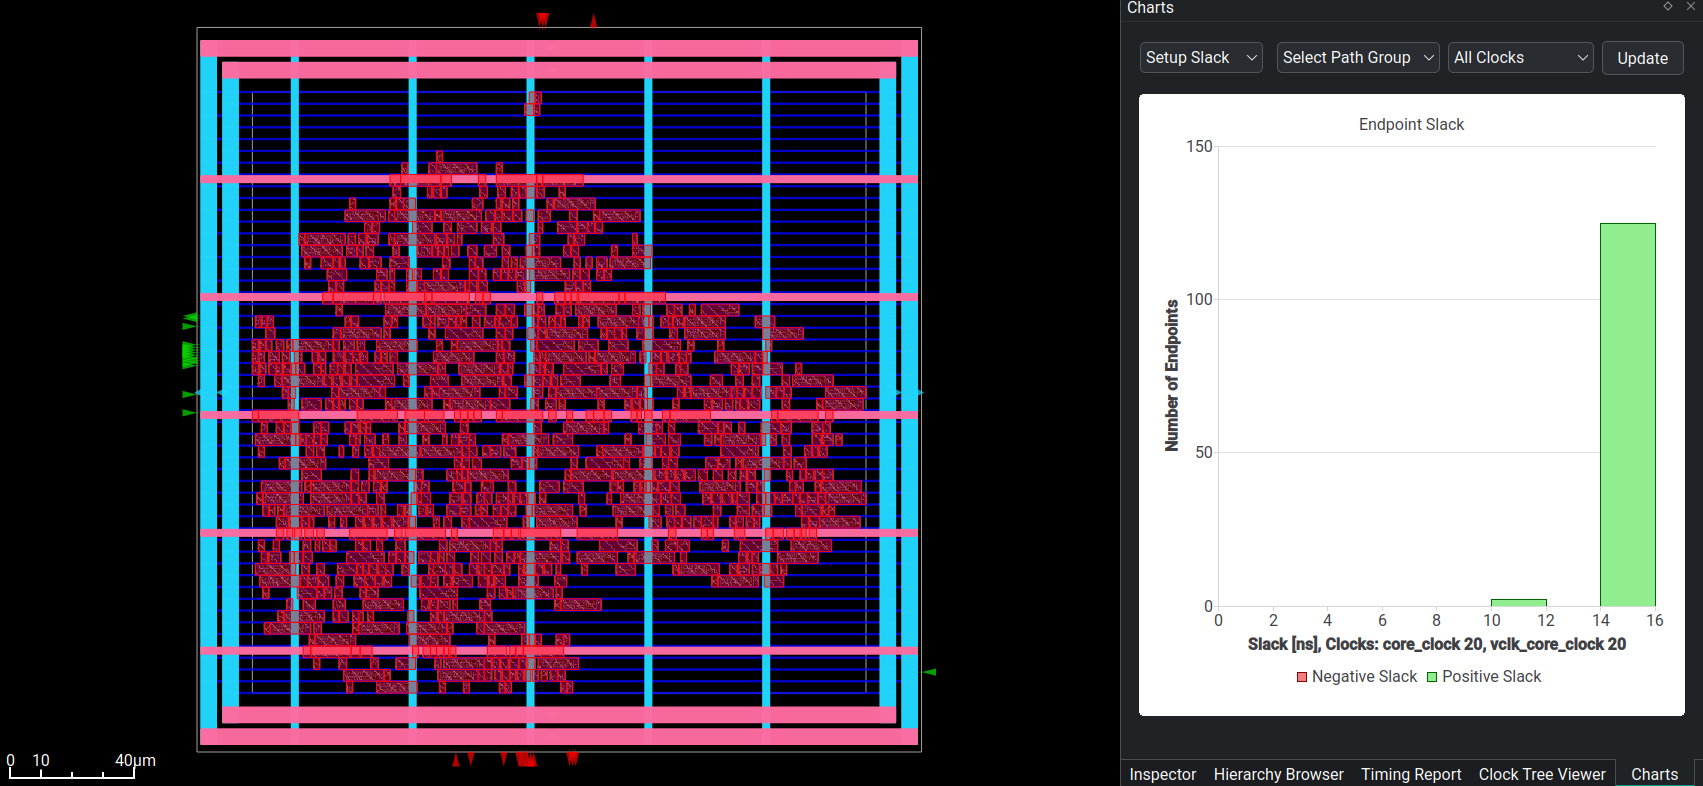 Charts
Setup Slack
Select Path Group
All Clocks
Update
Endpoint Slack
150
100
50
0
Number of Endpoints
0 2 4 6 8 10 12 14 16
Slack [ns], Clocks: core_clock 20, vclk_core_clock 20
Negative Slack Positive Slack
0 10 40μm
Inspector Hierarchy Browser Timing Report Clock Tree Viewer Charts